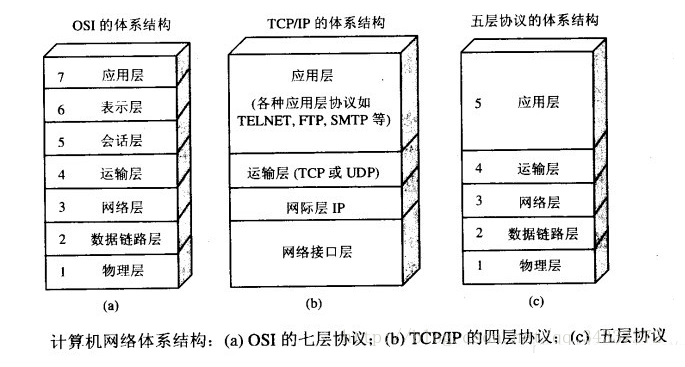 OSI 的体系结构
7 应用层
6 表示层
5 会话层
4 运输层
3 网络层
2 数据链路层
1 物理层
(a)
TCP/IP 的体系结构
应用层
(各种应用层协议如
TELNET, FTP, SMTP 等)
运输层 (TCP 或 UDP)
网际层 IP
网络接口层
(b)
五层协议的体系结构
5 应用层
4 运输层
3 网络层
2 数据链路层
1 物理层
(c)
计算机网络体系结构：(a) OSI 的七层协议；(b) TCP/IP 的四层协议；(c) 五层协议